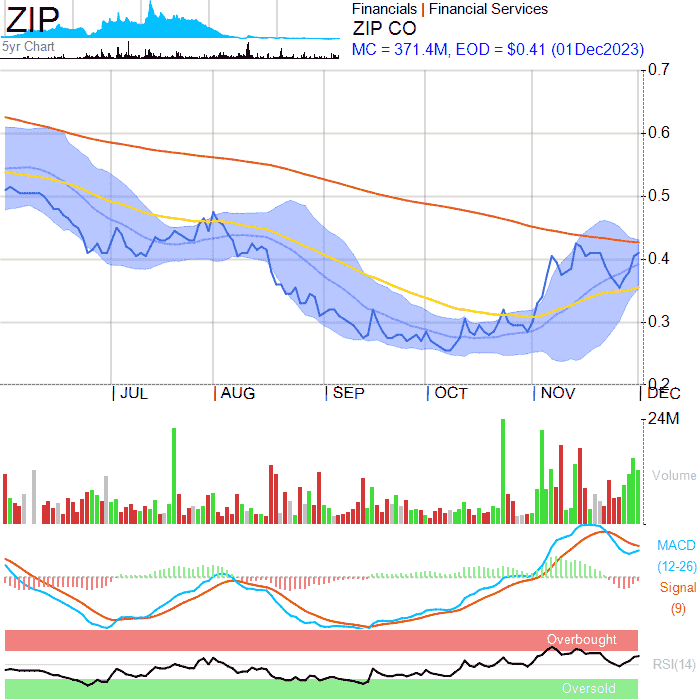 ZIP
5yr Chart
Financials | Financial Services
ZIP CO
MC = 371.4M, EOD = $0.41 (01Dec2023)
0.7
0.6
0.5
0.4
0.3
0.2
JUL AUG SEP OCT NOV DEC
24M
Volume
MACD
(12-26)
Signal
(9)
Overbought
RSI(14)
Oversold